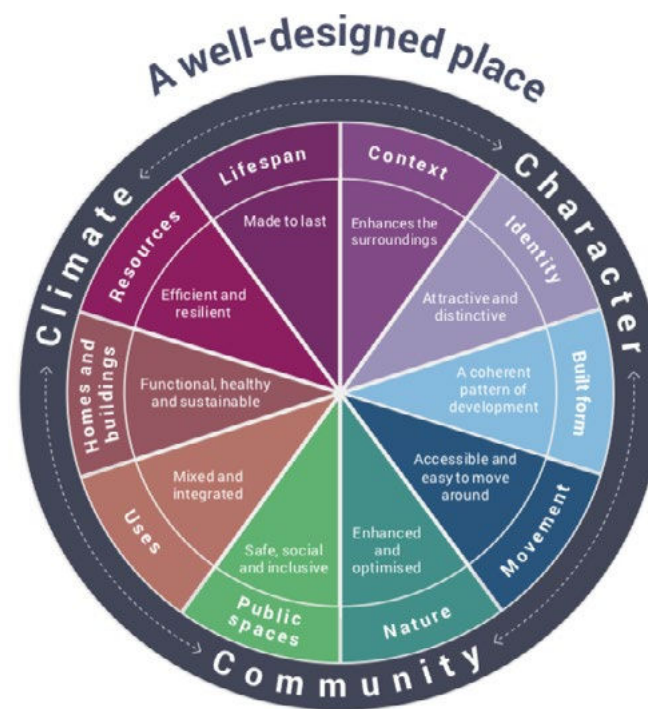 A well-designed place
Climate
Character
Community
Context
Enhances the
surroundings
Identity
Attractive and
distinctive
Built form
A coherent
pattern of
development
Movement
Accessible and
easy to move
around
Nature
Enhanced
and
optimised
Public
spaces
Safe, social
and inclusive
Uses
Mixed and
integrated
Homes and
buildings
Functional, healthy
and sustainable
Resources
Efficient and
resilient
Lifespan
Made to last